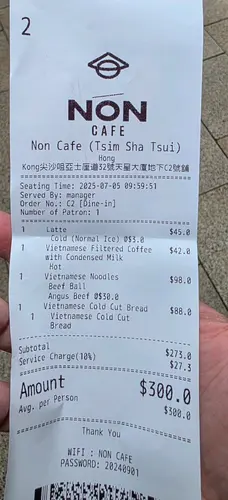 2
NON
CAFE
Non Cafe (Tsim Sha Tsui)
Hong
Kong尖沙咀亞士厘道32號天星大廈地下C2號舖
Seating Time: 2025-07-05 09:59:51
Served By: manager
Order No.: C2 [Dine-in]
Number of Patron: 1
1 Latte $45.0
Cold (Normal Ice) @$3.0
1 Vietnamese Filtered Coffee $42.0
with Condensed Milk
Hot
1 Vietnamese Noodles $98.0
Beef Ball
Angus Beef @$30.0
1 Vietnamese Cold Cut Bread $88.0
1 Vietnamese Cold Cut
Bread
Subtotal $273.0
Service Charge(10%) $27.3
Amount $300.0
Avg. per Person $300.0
Thank You
WIFI : NON CAFE
PASSWORD: 20240901